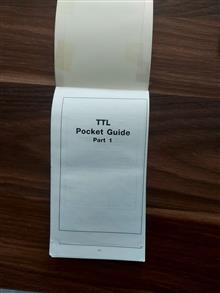 TTL
Pocket Guide
Part 1